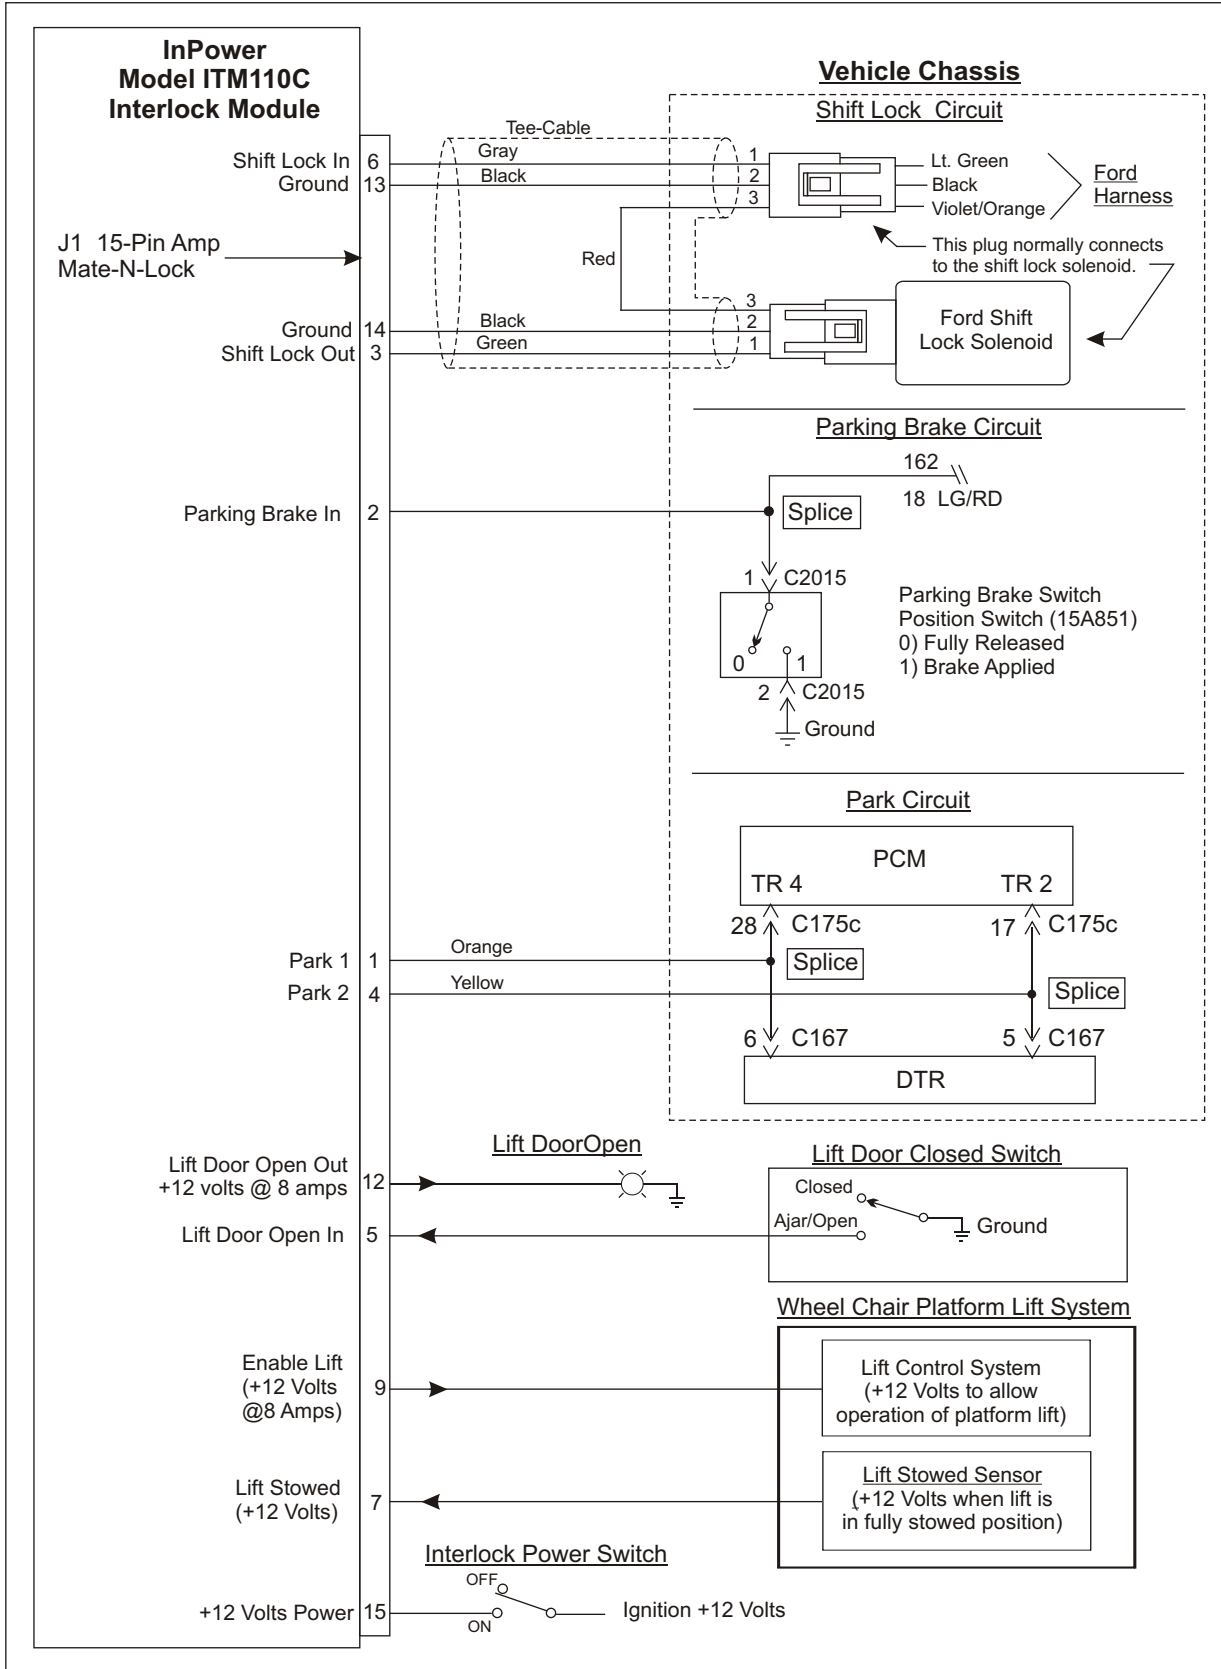 InPower
Model ITM110C
Interlock Module
Vehicle Chassis
Shift Lock Circuit
Tee-Cable
Shift Lock In 6 Gray 1 Lt. Green
Ground 13 Black 2 Black
3 Violet/Orange
Ford
Harness
J1 15-Pin Amp
Mate-N-Lock
Red
This plug normally connects
to the shift lock solenoid.
3
Ground 14 Black 2
Shift Lock Out 3 Green 1
Ford Shift
Lock Solenoid
Parking Brake Circuit
162
18 LG/RD
Parking Brake In 2 Splice
1 C2015
0 1
2 C2015
Ground
Parking Brake Switch
Position Switch (15A851)
0) Fully Released
1) Brake Applied
Park Circuit
PCM
TR 4 TR 2
28 C175c 17 C175c
Park 1 1 Orange Splice
Park 2 4 Yellow Splice
6 C167 5 C167
DTR
Lift DoorOpen
Lift Door Open Out
+12 volts @ 8 amps 12
Lift Door Closed Switch
Closed
Lift Door Open In 5 Ajar/Open Ground
Wheel Chair Platform Lift System
Enable Lift
(+12 Volts
@8 Amps)
9
Lift Control System
(+12 Volts to allow
operation of platform lift)
Lift Stowed
(+12 Volts)
7
Lift Stowed Sensor
(+12 Volts when lift is
in fully stowed position)
Interlock Power Switch
OFF
+12 Volts Power 15 ON Ignition +12 Volts